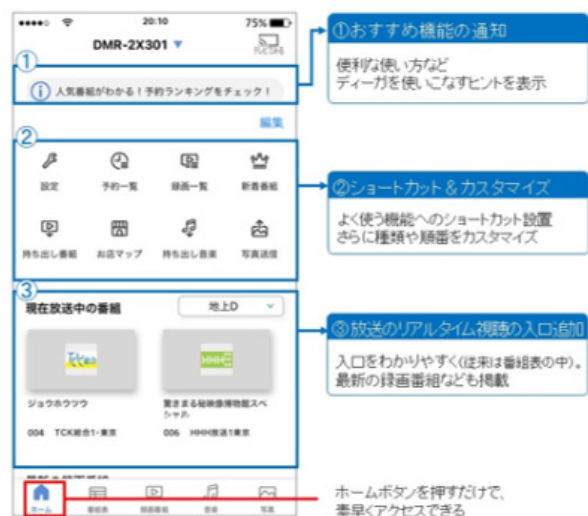 20:10
75%
DMR-2X301 ▼
①
人気番組がわかる！予約ランキングをチェック！
編集
②
設定
予約一覧
録画一覧
新着番組
持ち出し番組
お店マップ
持ち出し音楽
写真送信
③
現在放送中の番組
地上D
ジョウホウツウ
驚きまる秘映像博物館スペシャル
004 TCK総合1・東京
006 HHH放送1東京
ホーム
番組表
録画番組
音楽
写真
①おすすめ機能の通知
便利な使い方など
ディーガを使いこなすヒントを表示
②ショートカット＆カスタマイズ
よく使う機能へのショートカット設置
さらに種類や順番をカスタマイズ
③放送のリアルタイム視聴の入口追加
入口をわかりやすく(従来は番組表の中)。
最新の録画番組なども掲載
ホームボタンを押すだけで、
素早くアクセスできる